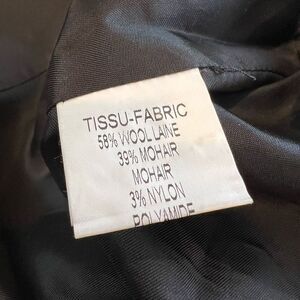 TISSU-FABRIC
58% WOOL LAINE
39% MOHAIR
MOHAIR
3% NYLON
POLYAMIDE